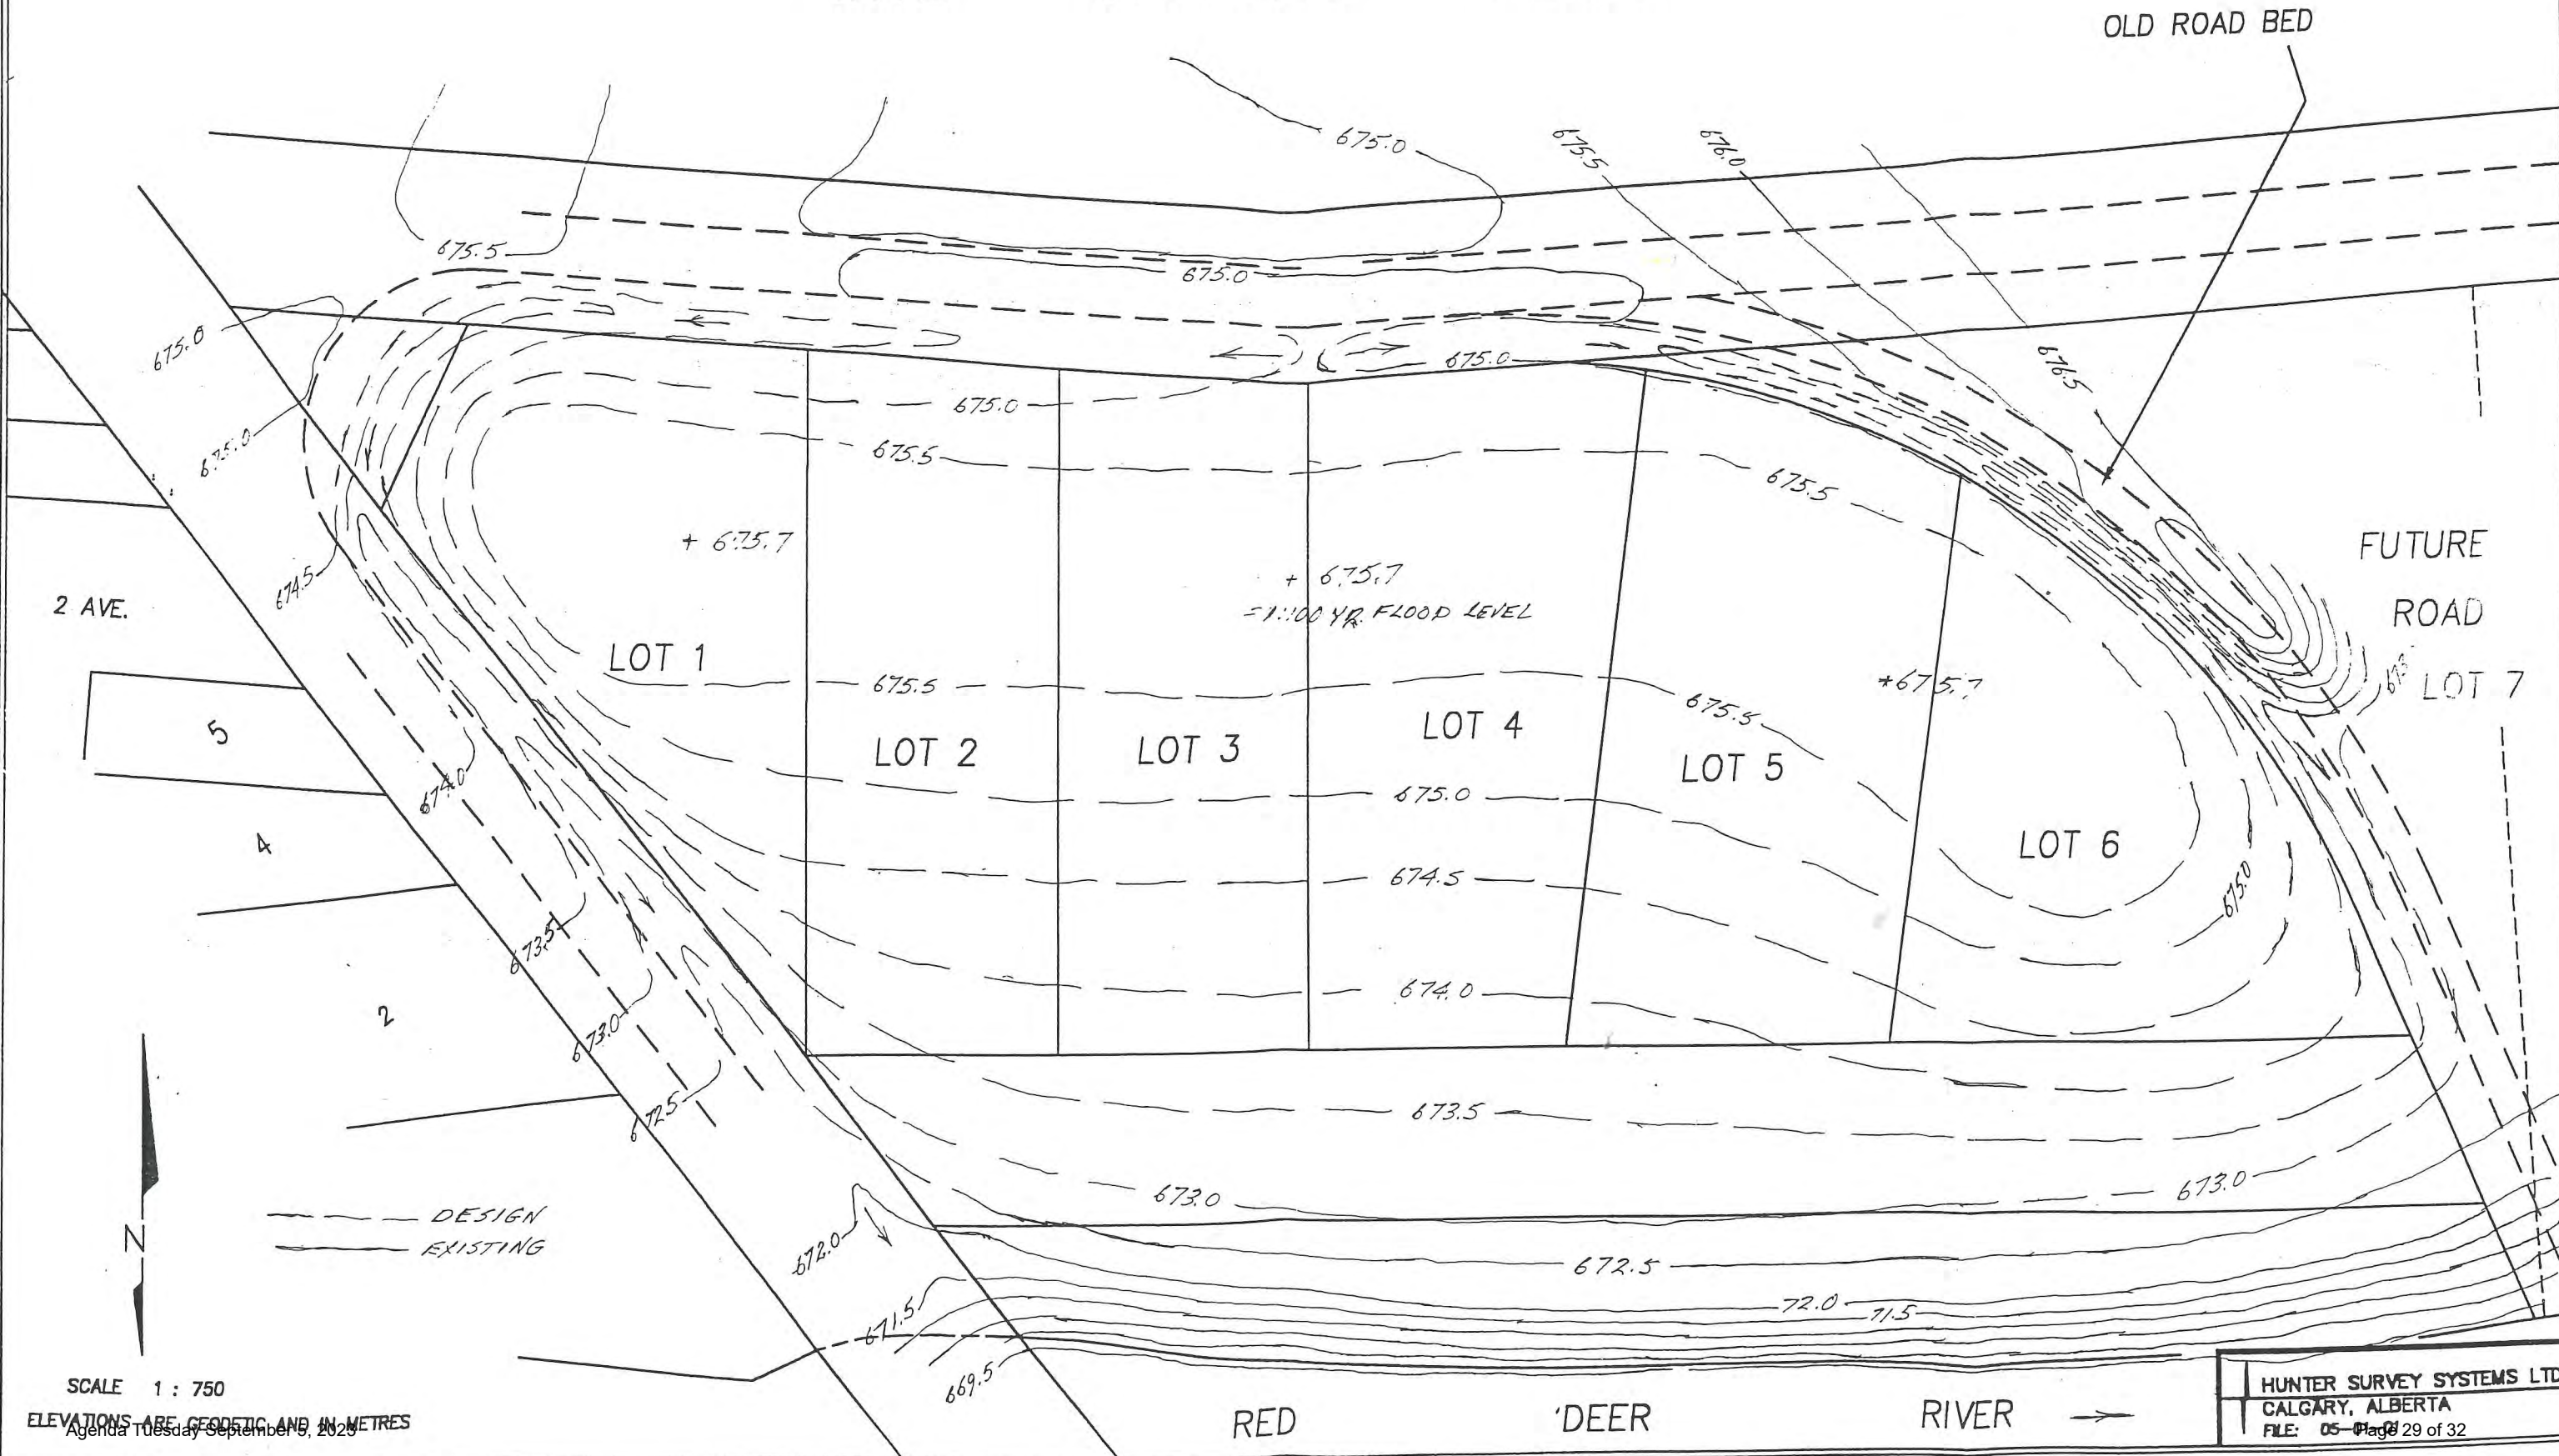 OLD ROAD BED
675.0
675.5
676.0
675.5
675.0
675.0
675.0
676.5
675.0
675.0
675.5
675.0
675.5
+ 675.7
+ 675.7
= 1:100 YR. FLOOD LEVEL
FUTURE
ROAD
LOT 7
673.
674.5
2 AVE.
LOT 1
675.5
*675.7
675.5
5
LOT 2
LOT 3
LOT 4
LOT 5
674.0
675.0
4
LOT 6
674.5
675.0
673.5
674.0
2
673.0
673.5
672.5
673.0
673.0
DESIGN
EXISTING
N
672.0
672.5
72.0
71.5
671.5
669.5
SCALE 1 : 750
ELEVATIONS ARE GEODETIC AND IN METRES
Agenda Tuesday September 5, 2023
RED DEER RIVER
HUNTER SURVEY SYSTEMS LTD
CALGARY, ALBERTA
FILE: 05-
Page 29 of 32